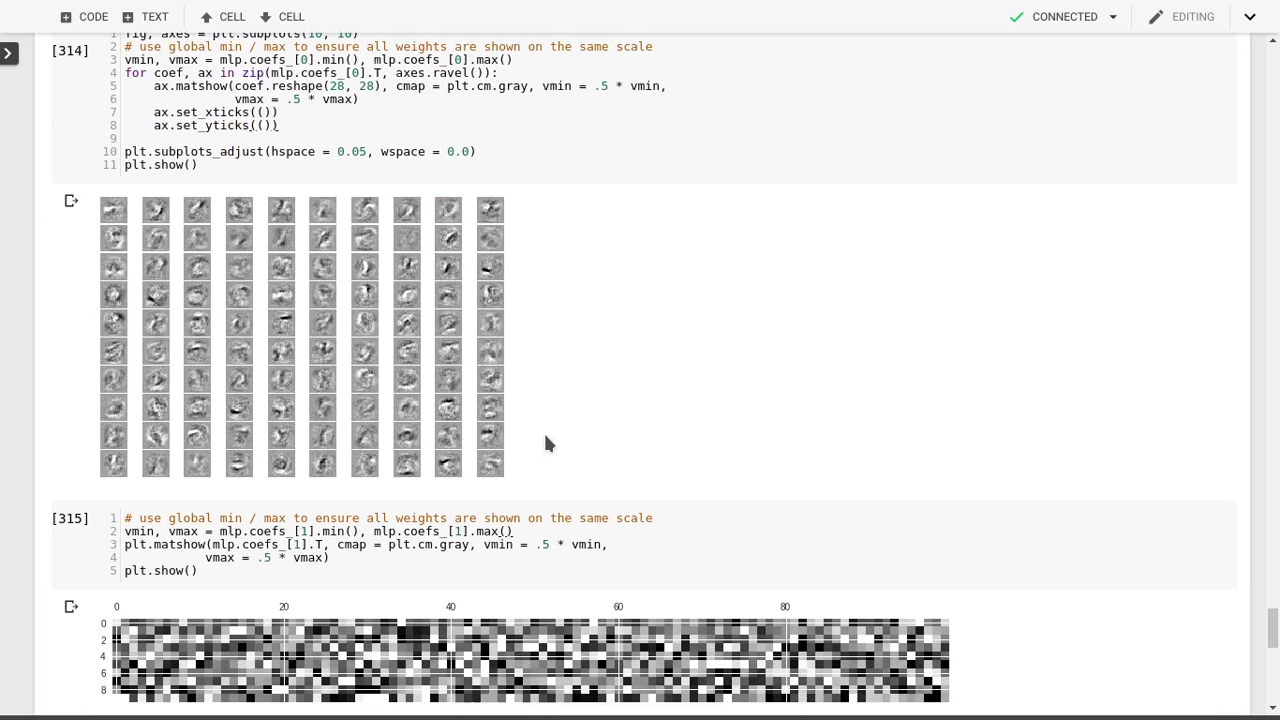 CODE TEXT CELL CELL CONNECTED EDITING
1 fig, axes = plt.subplots(10, 10)
[314] 2 # use global min / max to ensure all weights are shown on the same scale
3 vmin, vmax = mlp.coefs_[0].min(), mlp.coefs_[0].max()
4 for coef, ax in zip(mlp.coefs_[0].T, axes.ravel()):
5 ax.matshow(coef.reshape(28, 28), cmap = plt.cm.gray, vmin = .5 * vmin,
6 vmax = .5 * vmax)
7 ax.set_xticks(())
8 ax.set_yticks(())
9
10 plt.subplots_adjust(hspace = 0.05, wspace = 0.0)
11 plt.show()
[315] 1 # use global min / max to ensure all weights are shown on the same scale
2 vmin, vmax = mlp.coefs_[1].min(), mlp.coefs_[1].max()
3 plt.matshow(mlp.coefs_[1].T, cmap = plt.cm.gray, vmin = .5 * vmin,
4 vmax = .5 * vmax)
5 plt.show()
0 20 40 60 80
0
2
4
6
8